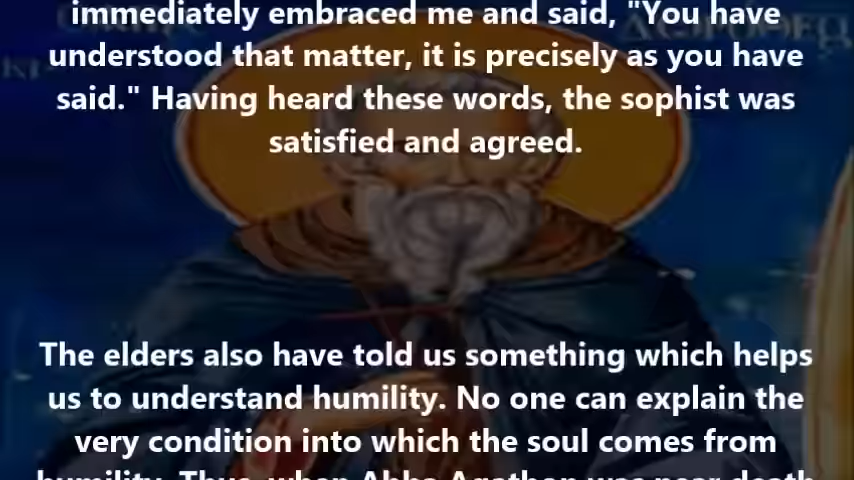 immediately embraced me and said, "You have
understood that matter, it is precisely as you have
said." Having heard these words, the sophist was
satisfied and agreed.
The elders also have told us something which helps
us to understand humility. No one can explain the
very condition into which the soul comes from
humility. Thus, when Abba Agathon was near death